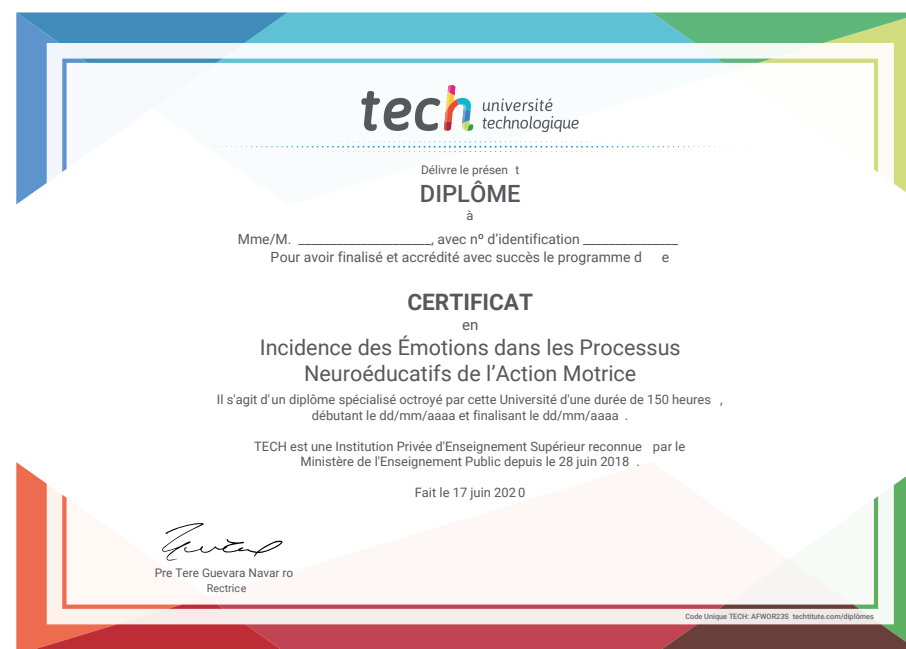 tech université
technologique
Délivre le présen t
DIPLÔME
à
Mme/M. _____________________, avec nº d’identification _______________
Pour avoir finalisé et accrédité avec succès le programme d e
CERTIFICAT
en
Incidence des Émotions dans les Processus
Neuroéducatifs de l’Action Motrice
Il s'agit d'un diplôme spécialisé octroyé par cette Université d'une durée de 150 heures ,
débutant le dd/mm/aaaa et finalisant le dd/mm/aaaa .
TECH est une Institution Privée d'Enseignement Supérieur reconnue par le
Ministère de l'Enseignement Public depuis le 28 juin 2018 .
Fait le 17 juin 2020
Pre Tere Guevara Navar ro
Rectrice
Code Unique TECH: AFWOR23S techtitute.com/diplômes